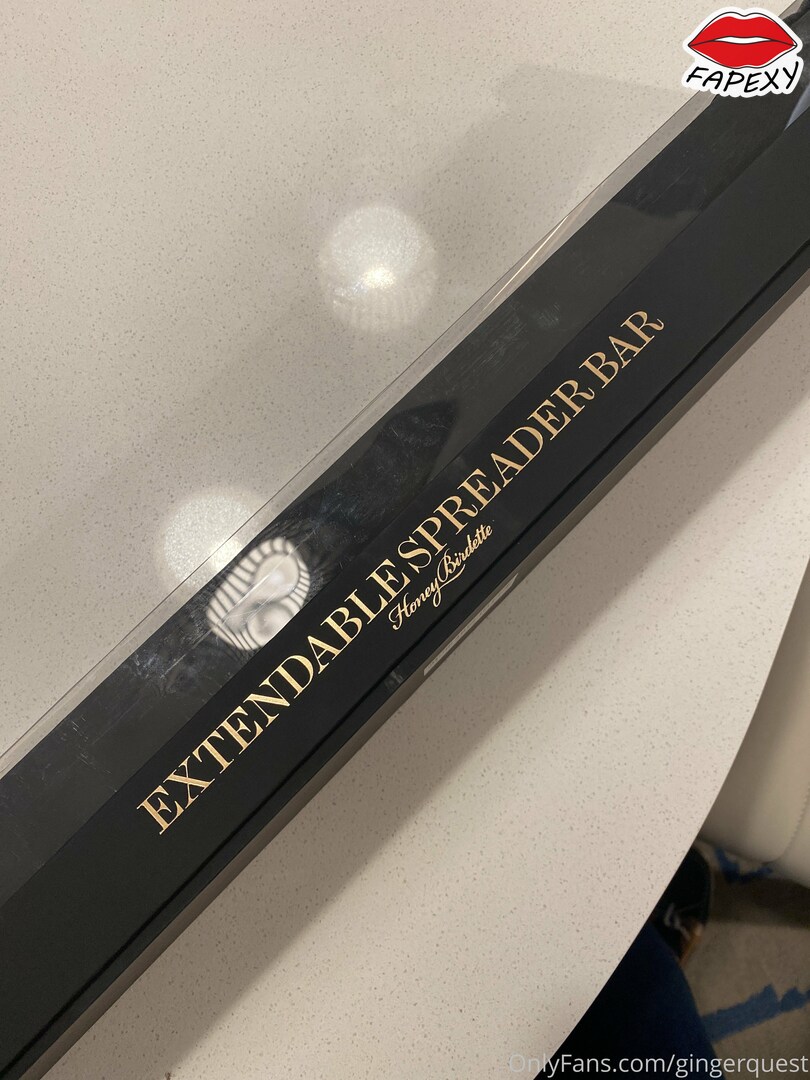 FAPEXY
EXTENDABLE SPREADER BAR
Honey Birdette
OnlyFans.com/gingerquest